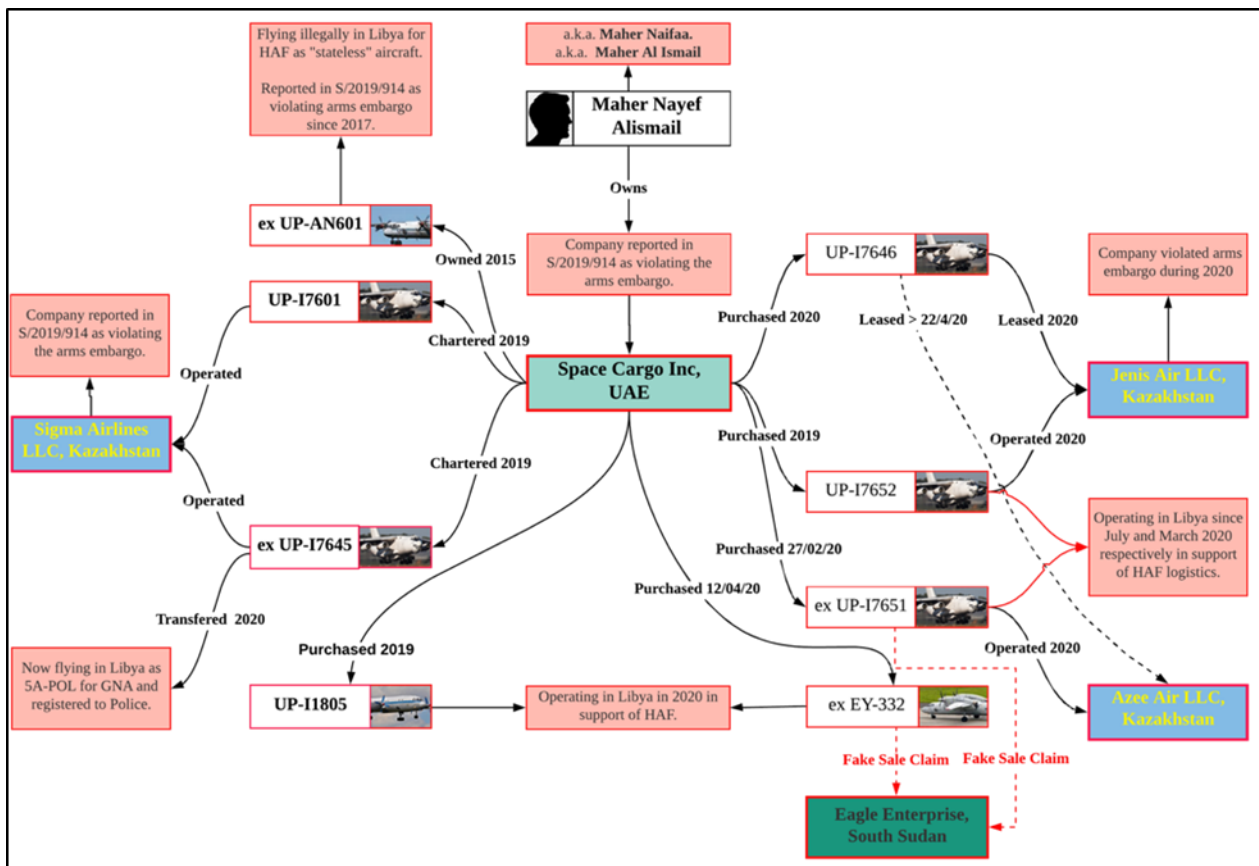 Flying illegally in Libya for
HAF as "stateless" aircraft.
Reported in S/2019/914 as
violating arms embargo
since 2017.
a.k.a. Maher Naifaa.
a.k.a. Maher Al Ismail
Maher Nayef
Alismail
Owns
ex UP-AN601
Owned 2015
Company reported in
S/2019/914 as violating the
arms embargo.
UP-I7646
Company violated arms
embargo during 2020
UP-I7601
Chartered 2019
Purchased 2020
Leased > 22/4/20
Leased 2020
Company reported in
S/2019/914 as violating
the arms embargo.
Operated
Space Cargo Inc,
UAE
Jenis Air LLC,
Kazakhstan
Sigma Airlines
LLC, Kazakhstan
Chartered 2019
Purchased 2019
Operated 2020
Operated
UP-I7652
ex UP-I7645
Purchased 27/02/20
Operating in Libya since
July and March 2020
respectively in support
of HAF logistics.
Purchased 12/04/20
ex UP-I7651
Transfered 2020
Operated 2020
Purchased 2019
Now flying in Libya as
5A-POL for GNA and
registered to Police.
UP-I1805
Operating in Libya in 2020 in
support of HAF.
ex EY-332
Azee Air LLC,
Kazakhstan
Fake Sale Claim
Fake Sale Claim
Eagle Enterprise,
South Sudan